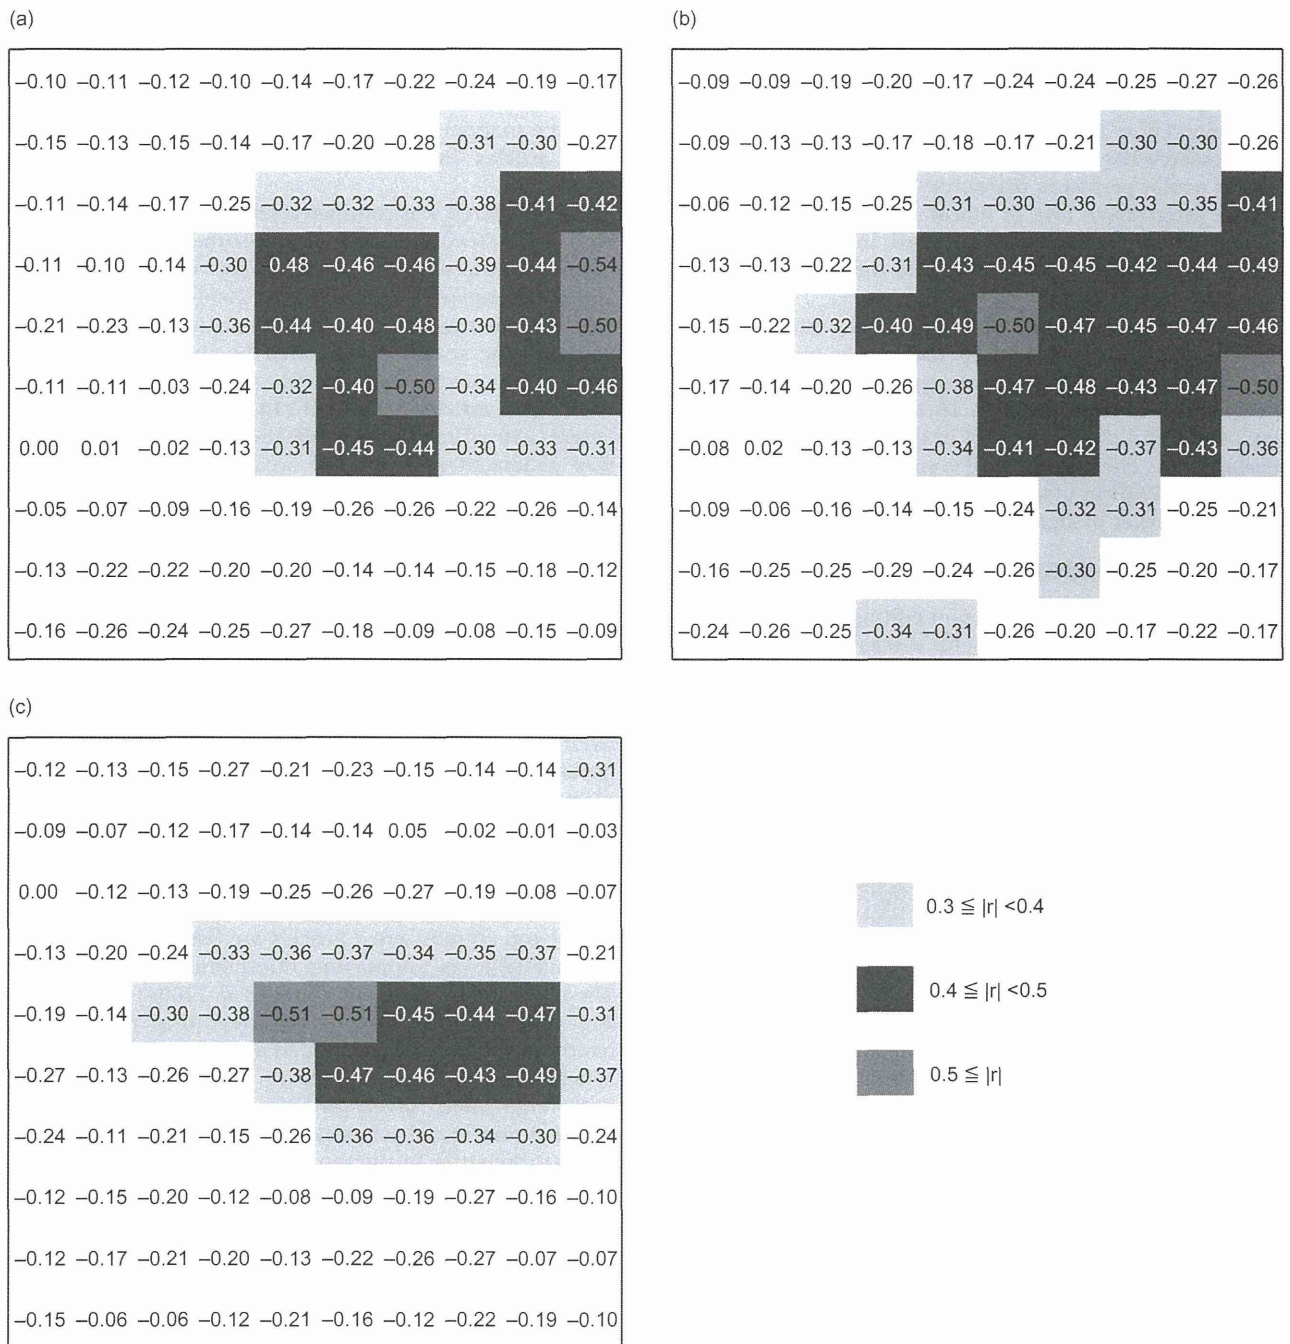 (a)
−0.10 −0.11 −0.12 −0.10 −0.14 −0.17 −0.22 −0.24 −0.19 −0.17
−0.15 −0.13 −0.15 −0.14 −0.17 −0.20 −0.28 −0.31 −0.30 −0.27
−0.11 −0.14 −0.17 −0.25 −0.32 −0.32 −0.33 −0.38 −0.41 −0.42
−0.11 −0.10 −0.14 −0.30 0.48 −0.46 −0.46 −0.39 −0.44 −0.54
−0.21 −0.23 −0.13 −0.36 −0.44 −0.40 −0.48 −0.30 −0.43 −0.50
−0.11 −0.11 −0.03 −0.24 −0.32 −0.40 −0.50 −0.34 −0.40 −0.46
0.00 0.01 −0.02 −0.13 −0.31 −0.45 −0.44 −0.30 −0.33 −0.31
−0.05 −0.07 −0.09 −0.16 −0.19 −0.26 −0.26 −0.22 −0.26 −0.14
−0.13 −0.22 −0.22 −0.20 −0.20 −0.14 −0.14 −0.15 −0.18 −0.12
−0.16 −0.26 −0.24 −0.25 −0.27 −0.18 −0.09 −0.08 −0.15 −0.09
(b)
−0.09 −0.09 −0.19 −0.20 −0.17 −0.24 −0.24 −0.25 −0.27 −0.26
−0.09 −0.13 −0.13 −0.17 −0.18 −0.17 −0.21 −0.30 −0.30 −0.26
−0.06 −0.12 −0.15 −0.25 −0.31 −0.30 −0.36 −0.33 −0.35 −0.41
−0.13 −0.13 −0.22 −0.31 −0.43 −0.45 −0.45 −0.42 −0.44 −0.49
−0.15 −0.22 −0.32 −0.40 −0.49 −0.50 −0.47 −0.45 −0.47 −0.46
−0.17 −0.14 −0.20 −0.26 −0.38 −0.47 −0.48 −0.43 −0.47 −0.50
−0.08 0.02 −0.13 −0.13 −0.34 −0.41 −0.42 −0.37 −0.43 −0.36
−0.09 −0.06 −0.16 −0.14 −0.15 −0.24 −0.32 −0.31 −0.25 −0.21
−0.16 −0.25 −0.25 −0.29 −0.24 −0.26 −0.30 −0.25 −0.20 −0.17
−0.24 −0.26 −0.25 −0.34 −0.31 −0.26 −0.20 −0.17 −0.22 −0.17
(c)
−0.12 −0.13 −0.15 −0.27 −0.21 −0.23 −0.15 −0.14 −0.14 −0.31
−0.09 −0.07 −0.12 −0.17 −0.14 −0.14 0.05 −0.02 −0.01 −0.03
0.00 −0.12 −0.13 −0.19 −0.25 −0.26 −0.27 −0.19 −0.08 −0.07
−0.13 −0.20 −0.24 −0.33 −0.36 −0.37 −0.34 −0.35 −0.37 −0.21
−0.19 −0.14 −0.30 −0.38 −0.51 −0.51 −0.45 −0.44 −0.47 −0.31
−0.27 −0.13 −0.26 −0.27 −0.38 −0.47 −0.46 −0.43 −0.49 −0.37
−0.24 −0.11 −0.21 −0.15 −0.26 −0.36 −0.36 −0.34 −0.30 −0.24
−0.12 −0.15 −0.20 −0.12 −0.08 −0.09 −0.19 −0.27 −0.16 −0.10
−0.12 −0.17 −0.21 −0.20 −0.13 −0.22 −0.26 −0.27 −0.07 −0.07
−0.15 −0.06 −0.06 −0.12 −0.21 −0.16 −0.12 −0.22 −0.19 −0.10
0.3 ≦ |r| <0.4
0.4 ≦ |r| <0.5
0.5 ≦ |r|